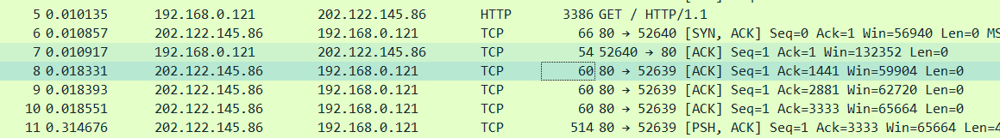 5 0.010135 192.168.0.121 202.122.145.86 HTTP 3386 GET / HTTP/1.1
6 0.010857 202.122.145.86 192.168.0.121 TCP 66 80 → 52640 [SYN, ACK] Seq=0 Ack=1 Win=56940 Len=0 MS
7 0.010917 192.168.0.121 202.122.145.86 TCP 54 52640 → 80 [ACK] Seq=1 Ack=1 Win=132352 Len=0
8 0.018331 202.122.145.86 192.168.0.121 TCP 60 80 → 52639 [ACK] Seq=1 Ack=1441 Win=59904 Len=0
9 0.018393 202.122.145.86 192.168.0.121 TCP 60 80 → 52639 [ACK] Seq=1 Ack=2881 Win=62720 Len=0
10 0.018551 202.122.145.86 192.168.0.121 TCP 60 80 → 52639 [ACK] Seq=1 Ack=3333 Win=65664 Len=0
11 0.314676 202.122.145.86 192.168.0.121 TCP 514 80 → 52639 [PSH, ACK] Seq=1 Ack=3333 Win=65664 Len=4